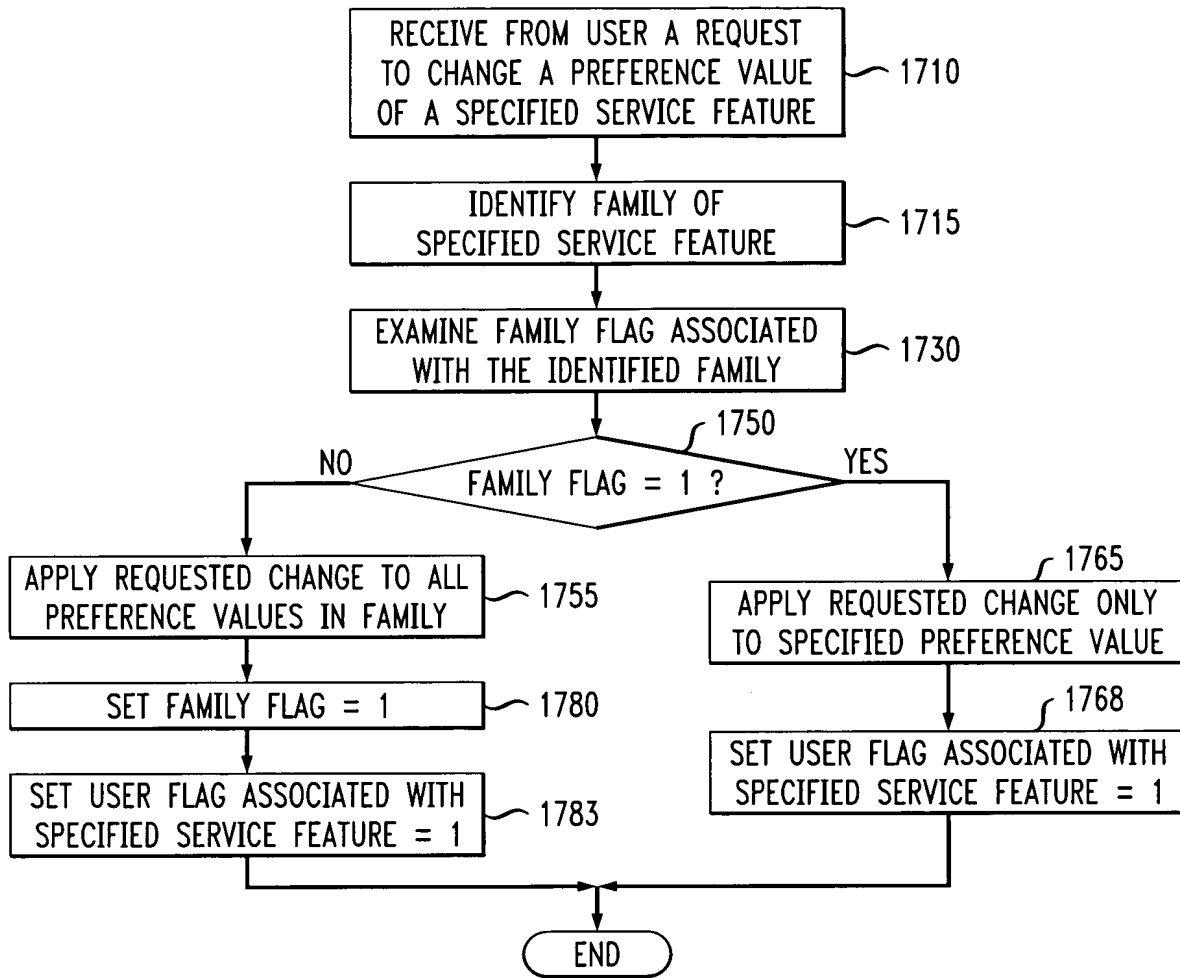 RECEIVE FROM USER A REQUEST
TO CHANGE A PREFERENCE VALUE
OF A SPECIFIED SERVICE FEATURE
1710
IDENTIFY FAMILY OF
SPECIFIED SERVICE FEATURE
1715
EXAMINE FAMILY FLAG ASSOCIATED
WITH THE IDENTIFIED FAMILY
1730
1750
NO
FAMILY FLAG = 1 ?
YES
APPLY REQUESTED CHANGE TO ALL
PREFERENCE VALUES IN FAMILY
1755
SET FAMILY FLAG = 1
1780
SET USER FLAG ASSOCIATED WITH
SPECIFIED SERVICE FEATURE = 1
1783
1765
APPLY REQUESTED CHANGE ONLY
TO SPECIFIED PREFERENCE VALUE
1768
SET USER FLAG ASSOCIATED WITH
SPECIFIED SERVICE FEATURE = 1
END